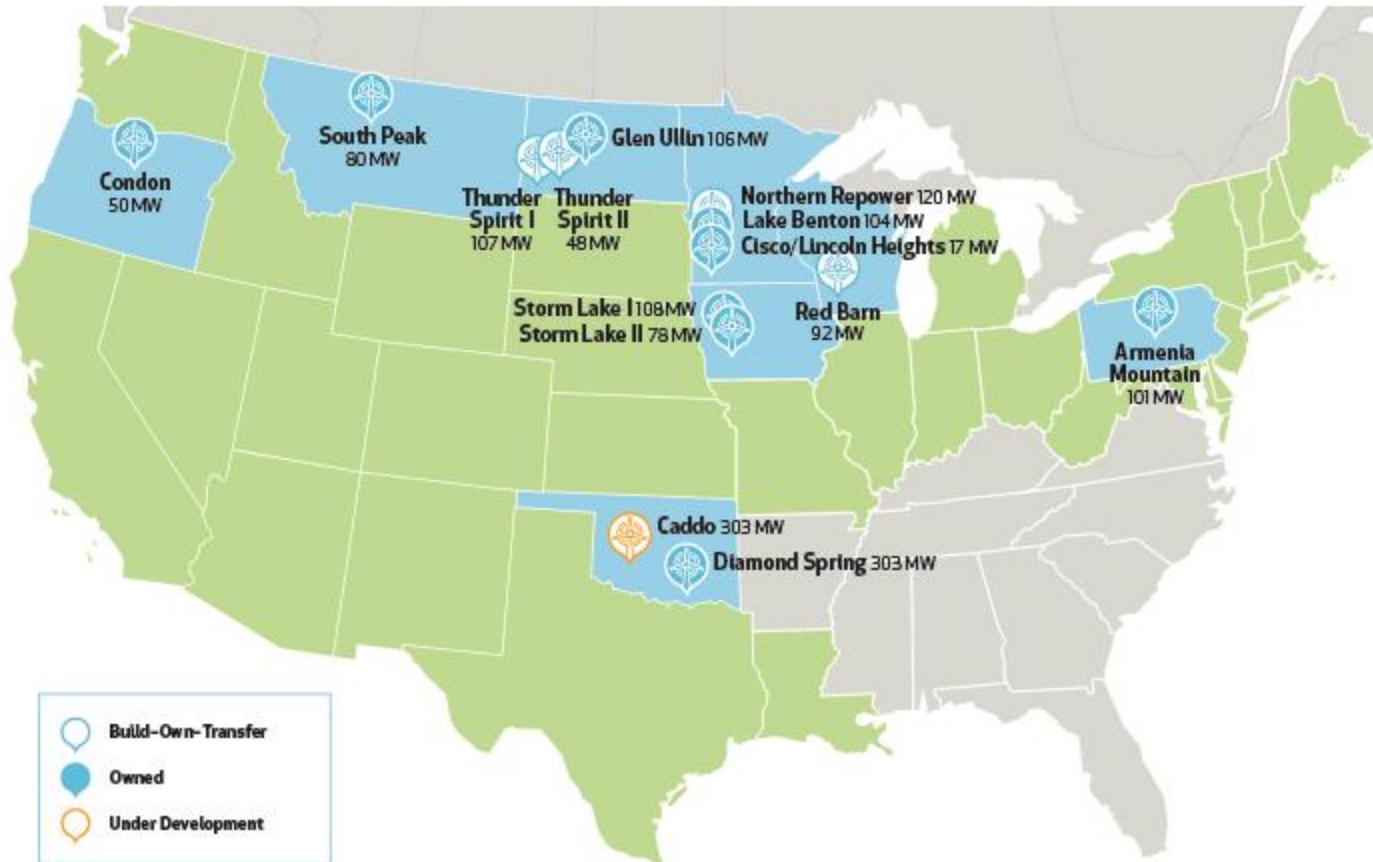 South Peak
80 MW
Condon
50 MW
Glen Ullin 106 MW
Thunder
Spirit I
107 MW
Thunder
Spirit II
48 MW
Northern Repower 120 MW
Lake Benton 104 MW
Cisco/Lincoln Heights 17 MW
Storm Lake I 108 MW
Storm Lake II 78 MW
Red Barn
92 MW
Armenia
Mountain
101 MW
Caddo 303 MW
Diamond Spring 303 MW
Build-Own-Transfer
Owned
Under Development